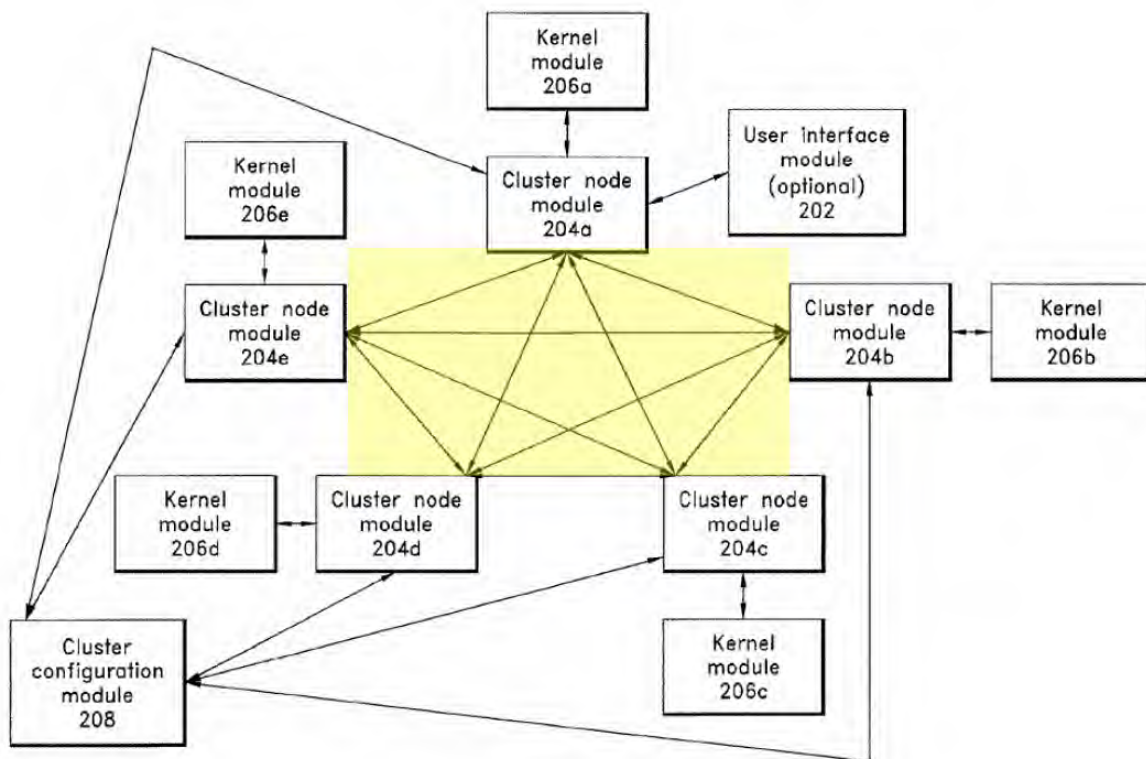 Kernel
module
206a
User interface
module
(optional)
202
Kernel
module
206e
Cluster node
module
204a
Cluster node
module
204e
Cluster node
module
204b
Kernel
module
206b
Kernel
module
206d
Cluster node
module
204d
Cluster node
module
204c
Cluster
configuration
module
208
Kernel
module
206c